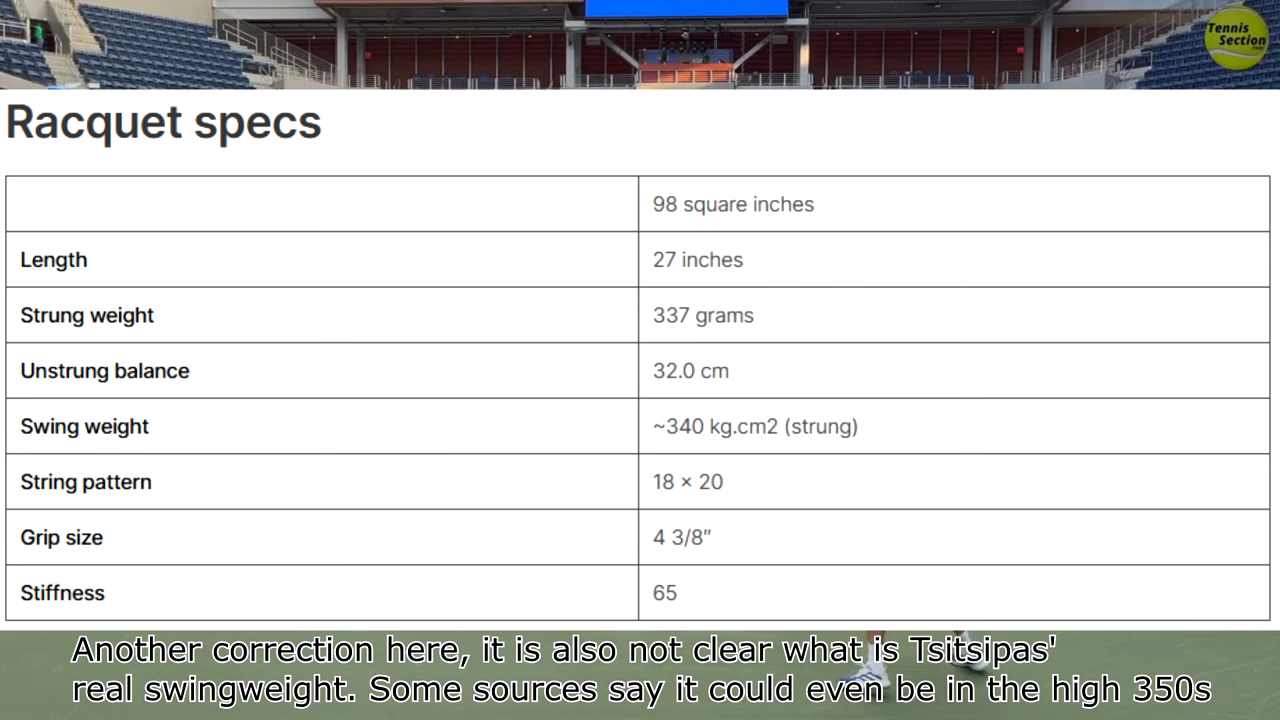 Tennis
Section
.com
Racquet specs
98 square inches
Length 27 inches
Strung weight 337 grams
Unstrung balance 32.0 cm
Swing weight ~340 kg.cm2 (strung)
String pattern 18 × 20
Grip size 4 3/8″
Stiffness 65
Another correction here, it is also not clear what is Tsitsipas'
real swingweight. Some sources say it could even be in the high 350s